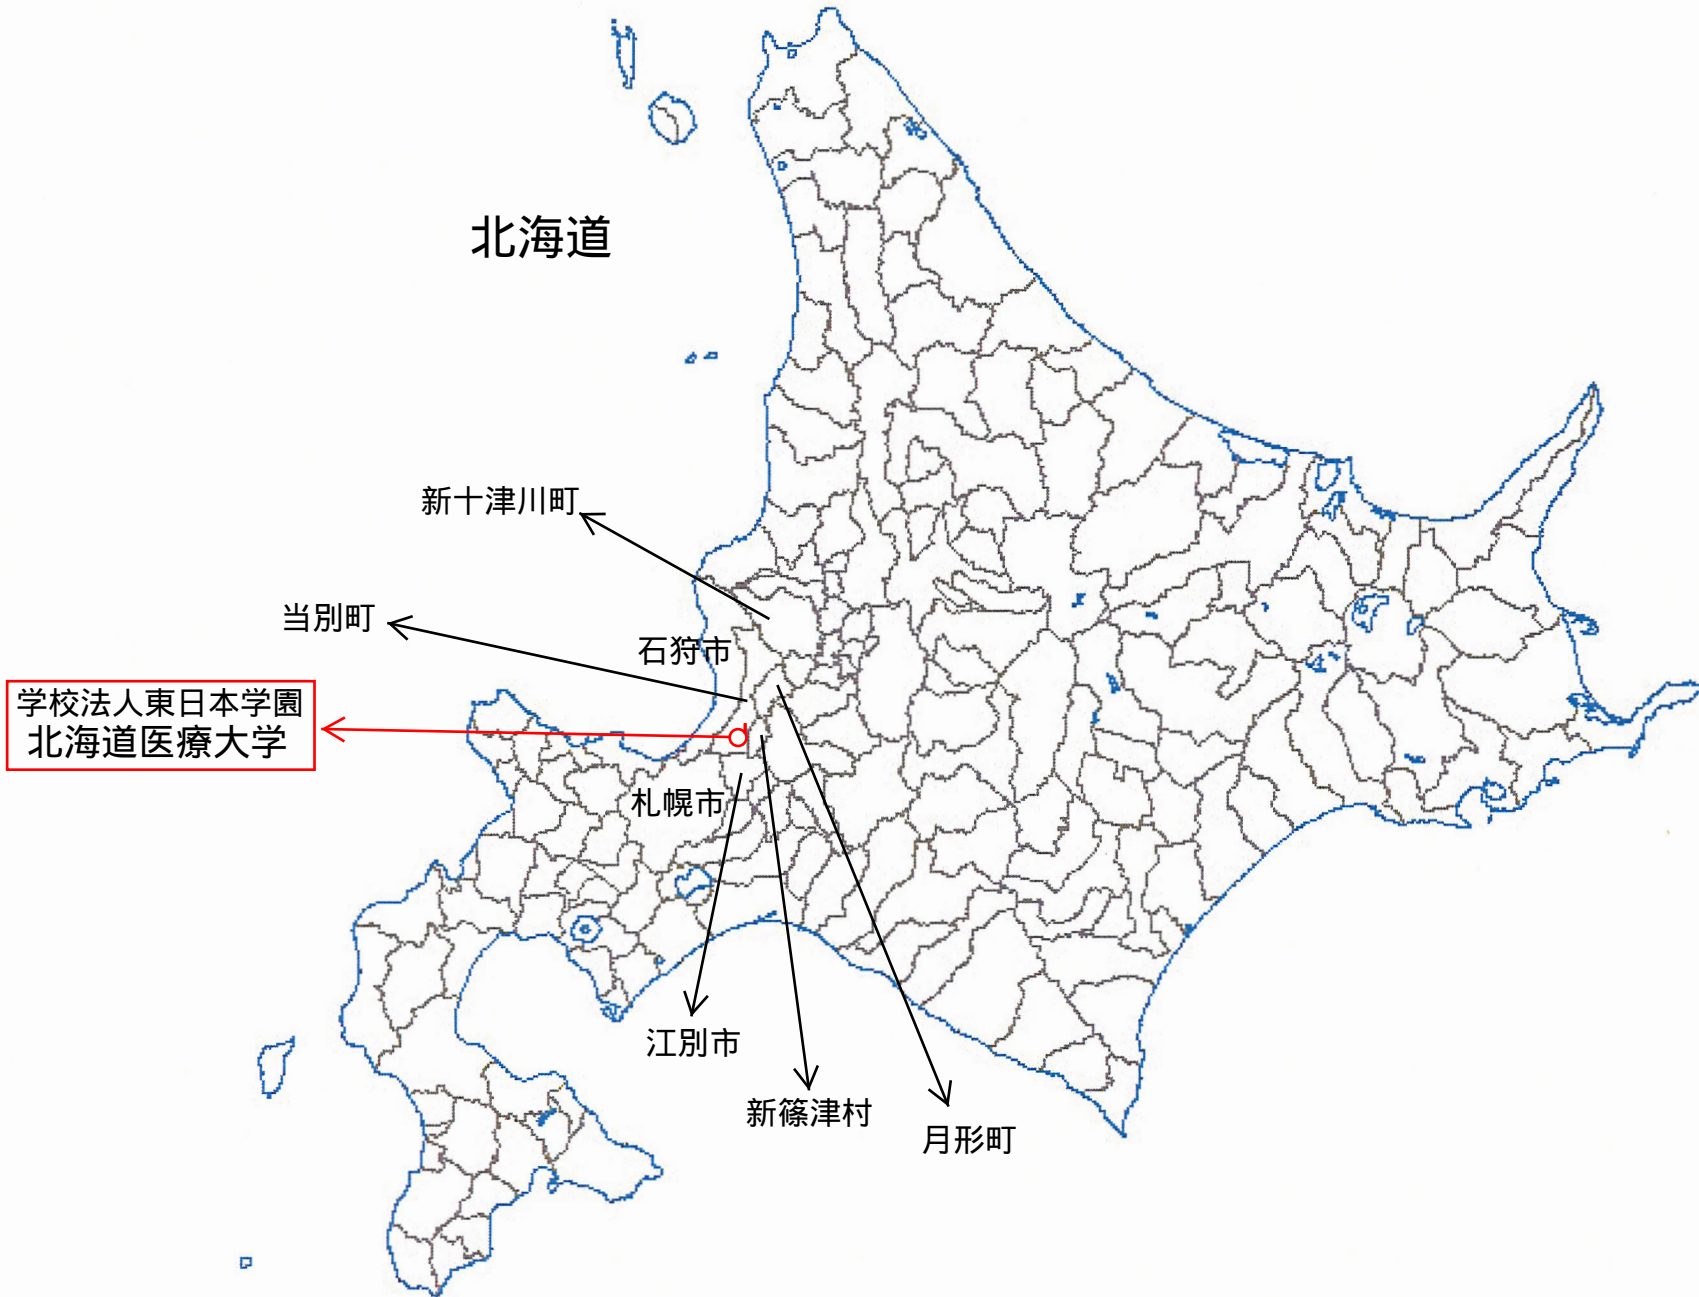 北海道
新十津川町
当別町
石狩市
学校法人東日本学園
北海道医療大学
札幌市
江別市
新篠津村
月形町